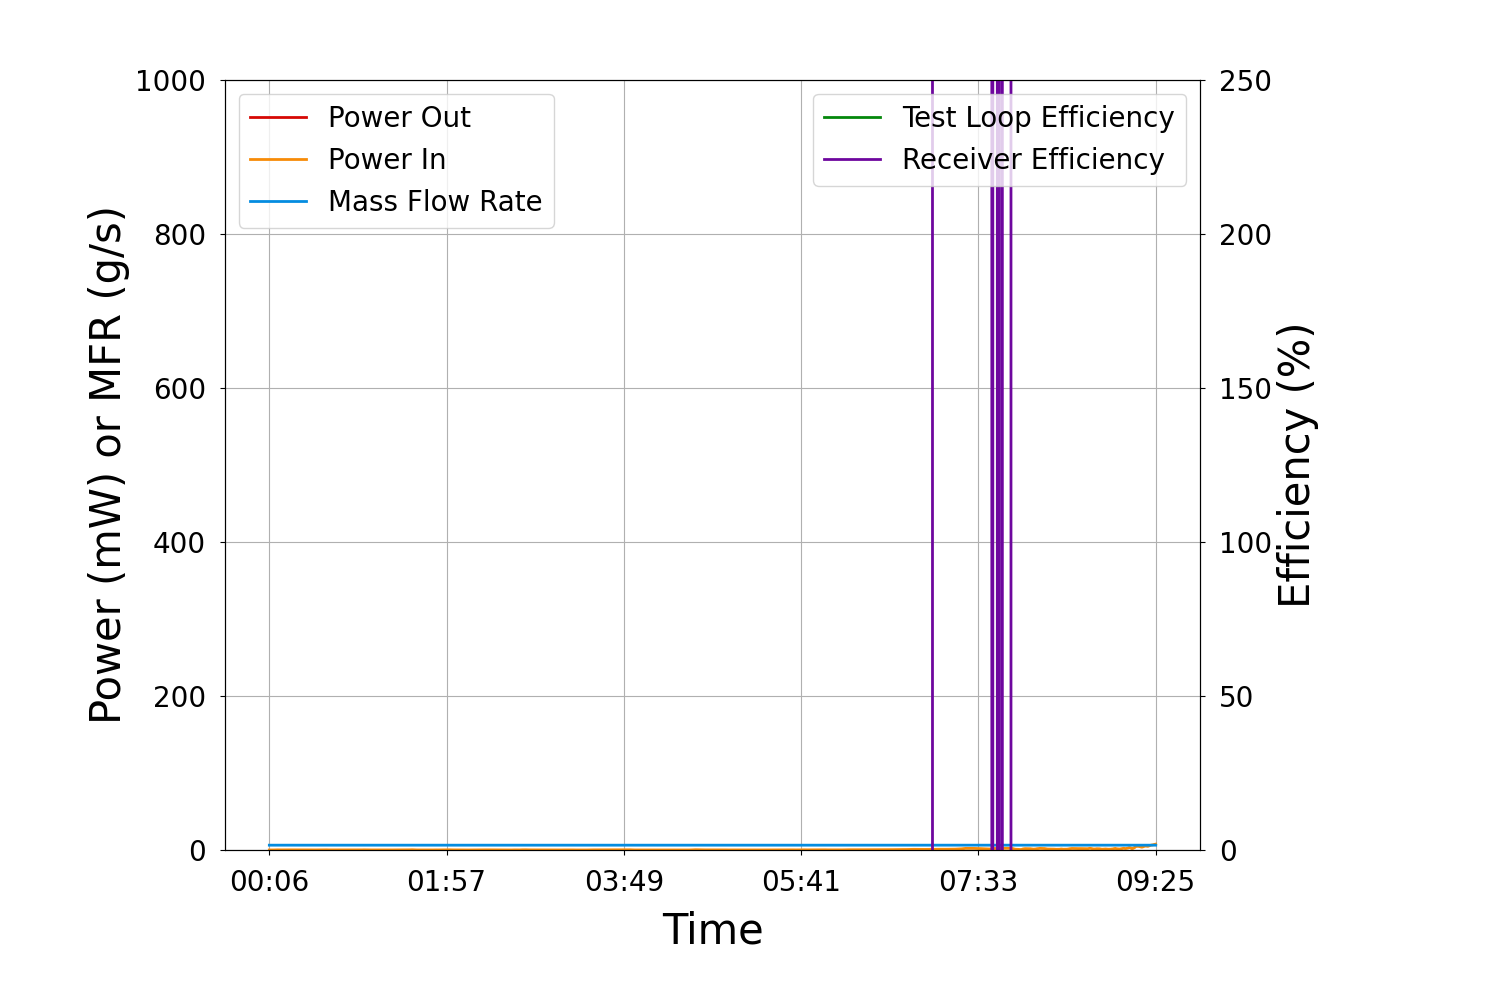 Power (mW) or MFR (g/s)
1000
800
600
400
200
0
Power Out
Power In
Mass Flow Rate
Test Loop Efficiency
Receiver Efficiency
250
200
150
100
50
0
Efficiency (%)
00:06 01:57 03:49 05:41 07:33 09:25
Time